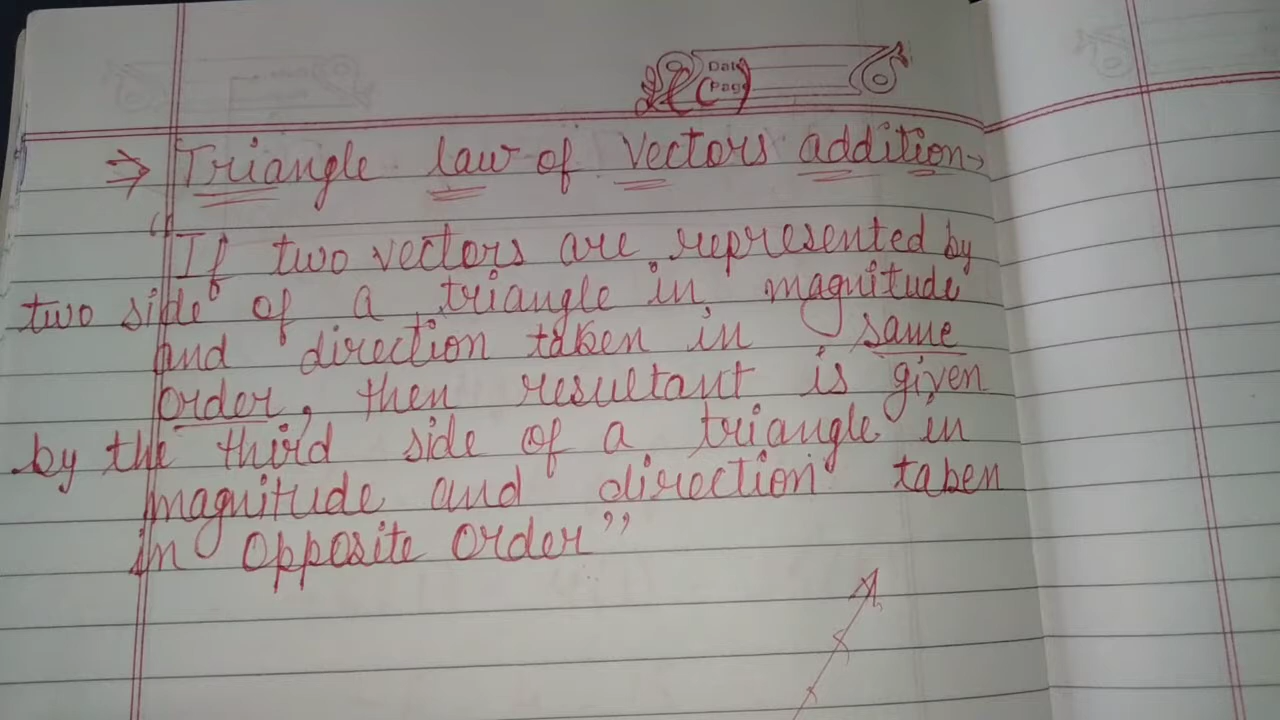 Date
Page
⇒ Triangle law of vectors addition→
"If two vectors are represented by
two side of a triangle in magnitude
and direction taken in same
order, then resultant is given
by the third side of a triangle in
magnitude and direction taken
in opposite order"